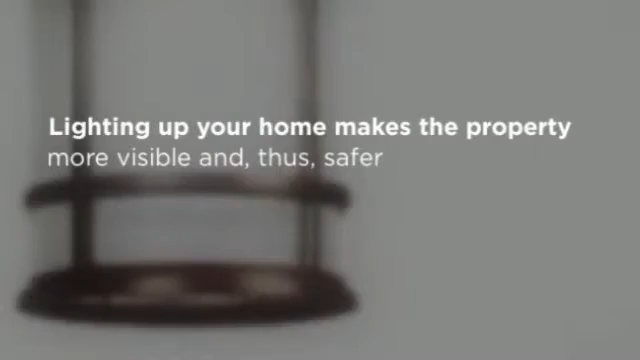 Lighting up your home makes the property
more visible and, thus, safer